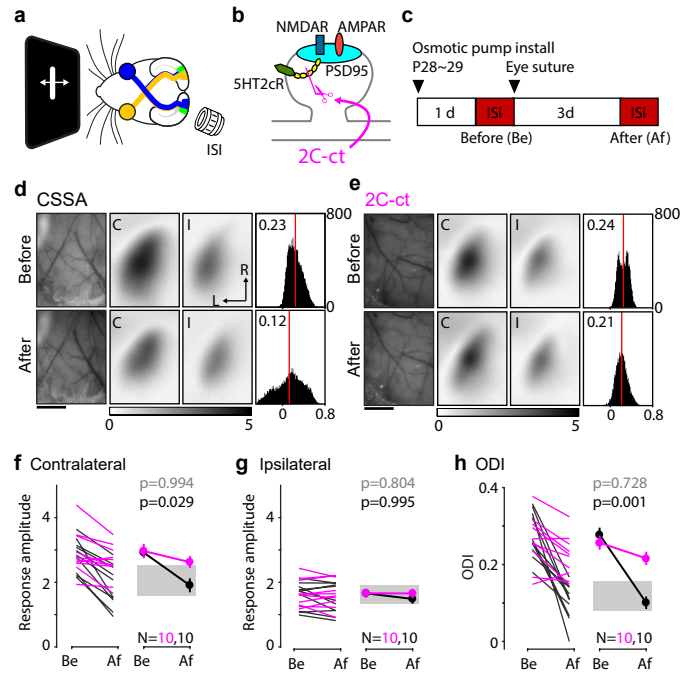 a
ISI
b
NMDAR AMPAR
5HT2cR
PSD95
2C-ct
c
Osmotic pump install
P28~29 Eye suture
1 d ISI 3d ISI
Before (Be) After (Af)
d CSSA
Before
C I 0.23 800
R
L
0
After
C I 0.12
0 5 0 0.8
e 2C-ct
Before
C I 0.24 800
0
After
C I 0.21
0 5 0 0.8
f Contralateral
p=0.994
p=0.029
Response amplitude
5
4
2
0
N=10,10
Be Af Be Af
g Ipsilateral
p=0.804
p=0.995
Response amplitude
5
4
2
0
N=10,10
Be Af Be Af
h ODI
p=0.728
p=0.001
ODI
0.4
0.2
0
N=10,10
Be Af Be Af